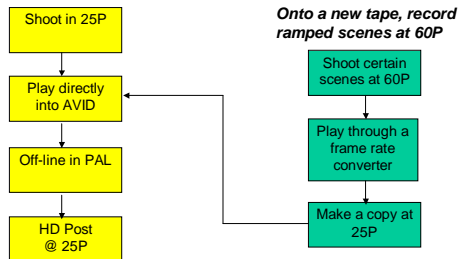 Shoot in 25P
Play directly
into AVID
Off-line in PAL
HD Post
@ 25P
Onto a new tape, record
ramped scenes at 60P
Shoot certain
scenes at 60P
Play through a
frame rate
converter
Make a copy at
25P